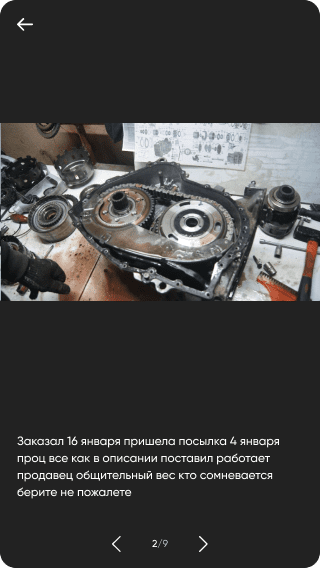 Заказал 16 января пришела посылка 4 января
проц все как в описании поставил работает
продавец общительный вес кто сомневается
берите не пожалете
2/9